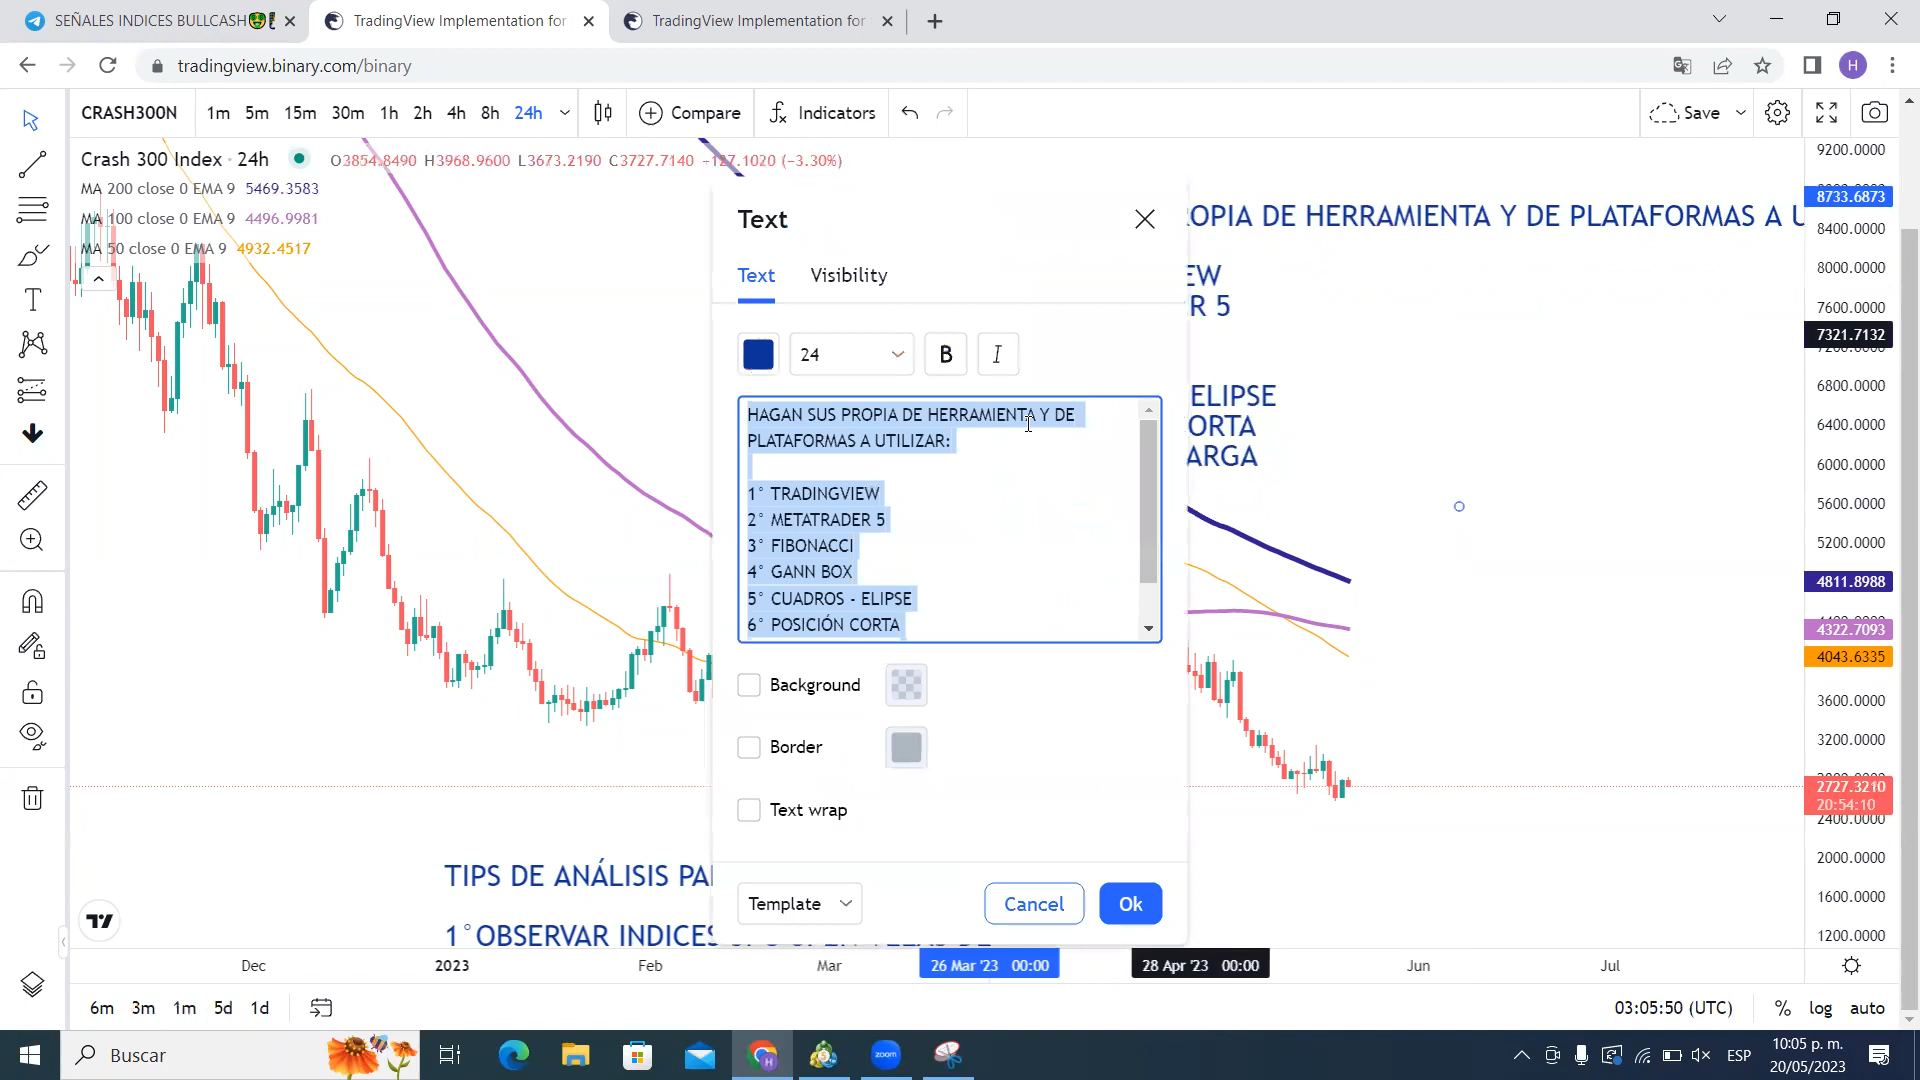 SEÑALES INDICES BULLCASH
TradingView Implementation for
TradingView Implementation for
tradingview.binary.com/binary
H
CRASH300N
1m 5m 15m 30m 1h 2h 4h 8h 24h
Compare
Indicators
Save
Crash 300 Index · 24h
O3854.8490 H3968.9600 L3673.2190 C3727.7140 −127.1020 (−3.30%)
MA 200 close 0 EMA 9 5469.3583
MA 100 close 0 EMA 9 4496.9981
MA 50 close 0 EMA 9 4932.4517
OPIA DE HERRAMIENTA Y DE PLATAFORMAS A U
EW
R 5
ELIPSE
ORTA
ARGA
Text
Text Visibility
24
B I
HAGAN SUS PROPIA DE HERRAMIENTA Y DE
PLATAFORMAS A UTILIZAR:
1° TRADINGVIEW
2° METATRADER 5
3° FIBONACCI
4° GANN BOX
5° CUADROS - ELIPSE
6° POSICIÓN CORTA
Background
Border
Text wrap
Template
Cancel
Ok
TIPS DE ANÁLISIS PA
1°OBSERVAR INDICES
9200.0000
8733.6873
8400.0000
8000.0000
7600.0000
7321.7132
6800.0000
6400.0000
6000.0000
5600.0000
5200.0000
4811.8988
4322.7093
4043.6335
3600.0000
3200.0000
2727.3210
20:54:10
2400.0000
2000.0000
1600.0000
1200.0000
Dec 2023 Feb Mar 26 Mar '23 00:00 28 Apr '23 00:00 Jun Jul
6m 3m 1m 5d 1d
03:05:50 (UTC)
% log auto
Buscar
H
zoom
ESP
10:05 p. m.
20/05/2023